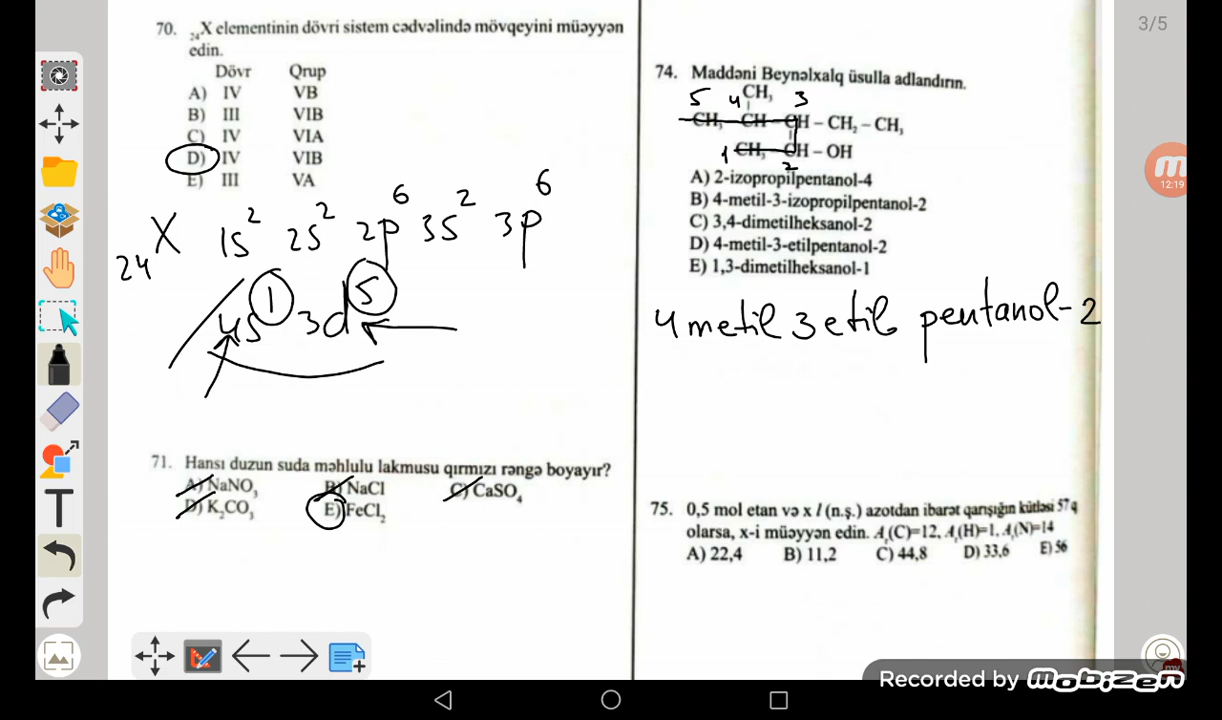 3/5
70. ₂₄X elementinin dövri sistem cədvəlində mövqeyini müəyyən
edin.
Dövr Qrup
A) IV VB
B) III VIB
C) IV VIA
D) IV VIB
E) III VA
24 X 1s² 2s² 2p⁶ 3s² 3p⁶
4s¹ 3d⁵
71. Hansı duzun suda məhlulu lakmusu qırmızı rəngə boyayır?
A) NaNO₃ B) NaCl C) CaSO₄
D) K₂CO₃ E) FeCl₂
74. Maddəni Beynəlxalq üsulla adlandırın.
5 4 CH₃ 3
CH₃ – CH – CH – CH₂ – CH₃
1 CH₃ – CH – OH
2
A) 2-izopropilpentanol-4
B) 4-metil-3-izopropilpentanol-2
C) 3,4-dimetilheksanol-2
D) 4-metil-3-etilpentanol-2
E) 1,3-dimetilheksanol-1
4 metil 3 etil pentanol-2
75. 0,5 mol etan və x l (n.ş.) azotdan ibarət qarışığın kütləsi 57 q
olarsa, x-i müəyyən edin. Aᵣ(C)=12, Aᵣ(H)=1, Aᵣ(N)=14
A) 22,4 B) 11,2 C) 44,8 D) 33,6 E) 56
12:19
T
Recorded by mobizen